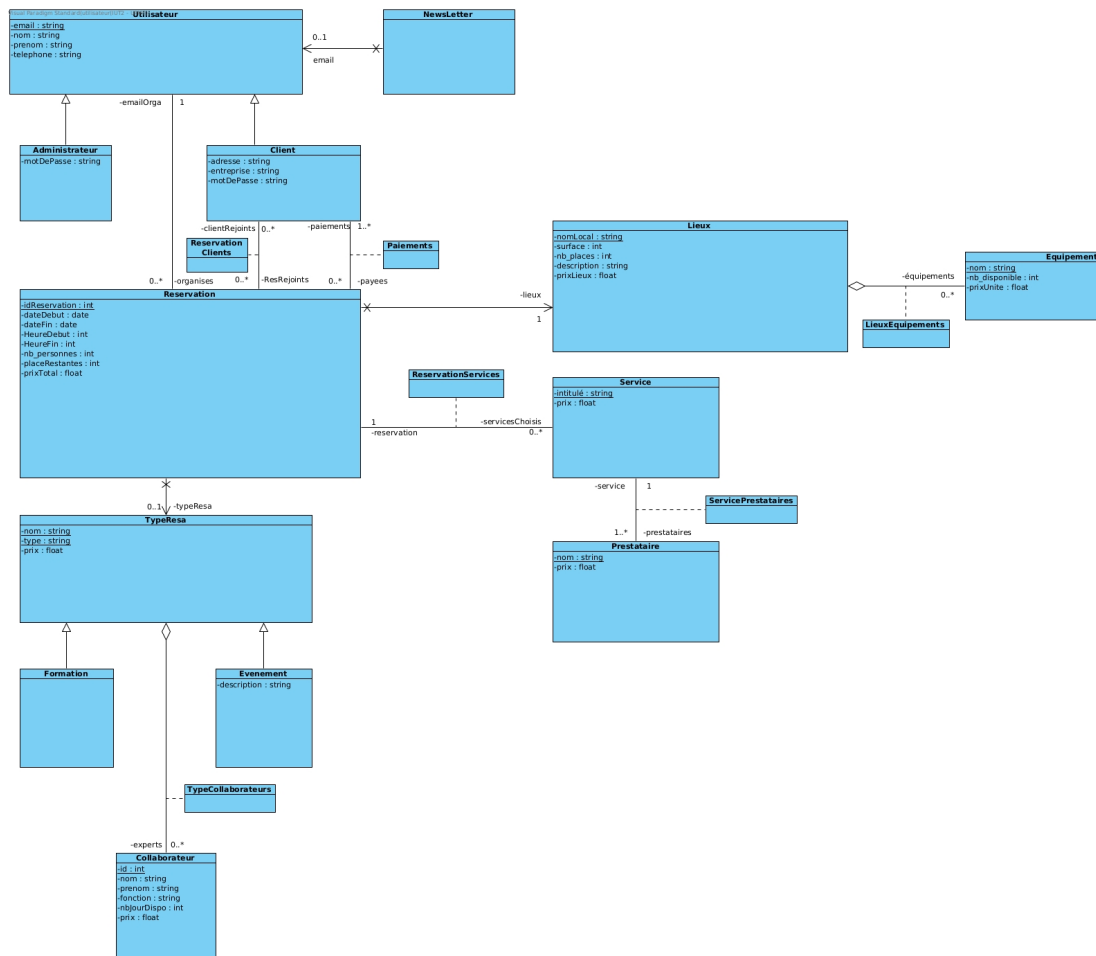 Utilisateur
-email : string
-nom : string
-prenom : string
-telephone : string
NewsLetter
0..1
email
-emailOrga
1
Administrateur
-motDePasse : string
Client
-adresse : string
-entreprise : string
-motDePasse : string
-clientRejoints
0..*
-paiements
1..*
Reservation
Clients
Paiements
0..*
-organises
0..*
-ResRejoints
0..*
-payees
Lieux
-nomLocal : string
-surface : int
-nb_places : int
-description : string
-prixLieux : float
-équipements
0..*
Equipement
-nom : string
-nb_disponible : int
-prixUnite : float
LieuxEquipements
Reservation
-idReservation : int
-dateDebut : date
-dateFin : date
-HeureDebut : int
-HeureFin : int
-nb_personnes : int
-placeRestantes : int
-prixTotal : float
-lieux
1
ReservationServices
1
-reservation
-servicesChoisis
0..*
Service
-intitulé : string
-prix : float
-service
1
ServicePrestataires
1..*
-prestataires
Prestataire
-nom : string
-prix : float
0..1
-typeResa
TypeResa
-nom : string
-type : string
-prix : float
Formation
Evenement
-description : string
TypeCollaborateurs
-experts
0..*
Collaborateur
-id : int
-nom : string
-prenom : string
-fonction : string
-nbJourDispo : int
-prix : float